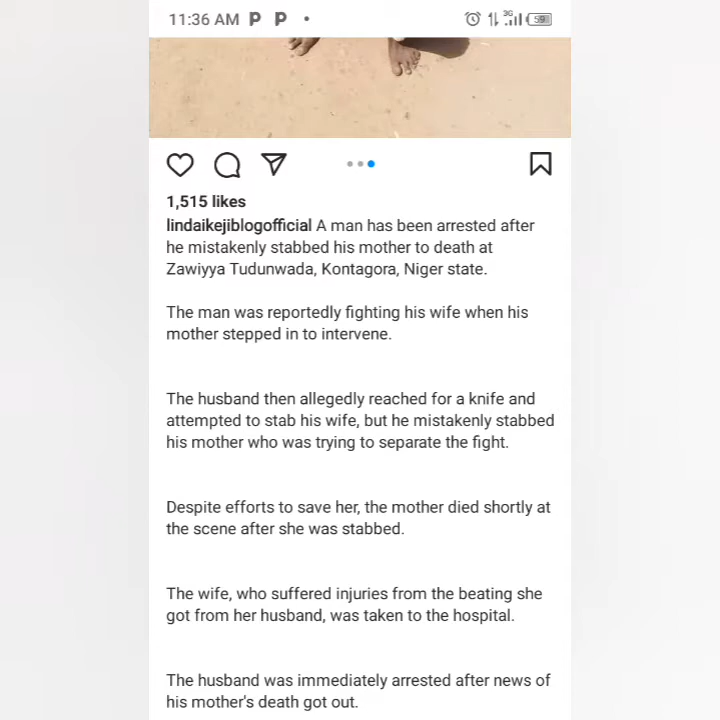 11:36 AM P P •
3G 59
1,515 likes
lindaikejiblogofficial A man has been arrested after
he mistakenly stabbed his mother to death at
Zawiyya Tudunwada, Kontagora, Niger state.
The man was reportedly fighting his wife when his
mother stepped in to intervene.
The husband then allegedly reached for a knife and
attempted to stab his wife, but he mistakenly stabbed
his mother who was trying to separate the fight.
Despite efforts to save her, the mother died shortly at
the scene after she was stabbed.
The wife, who suffered injuries from the beating she
got from her husband, was taken to the hospital.
The husband was immediately arrested after news of
his mother's death got out.